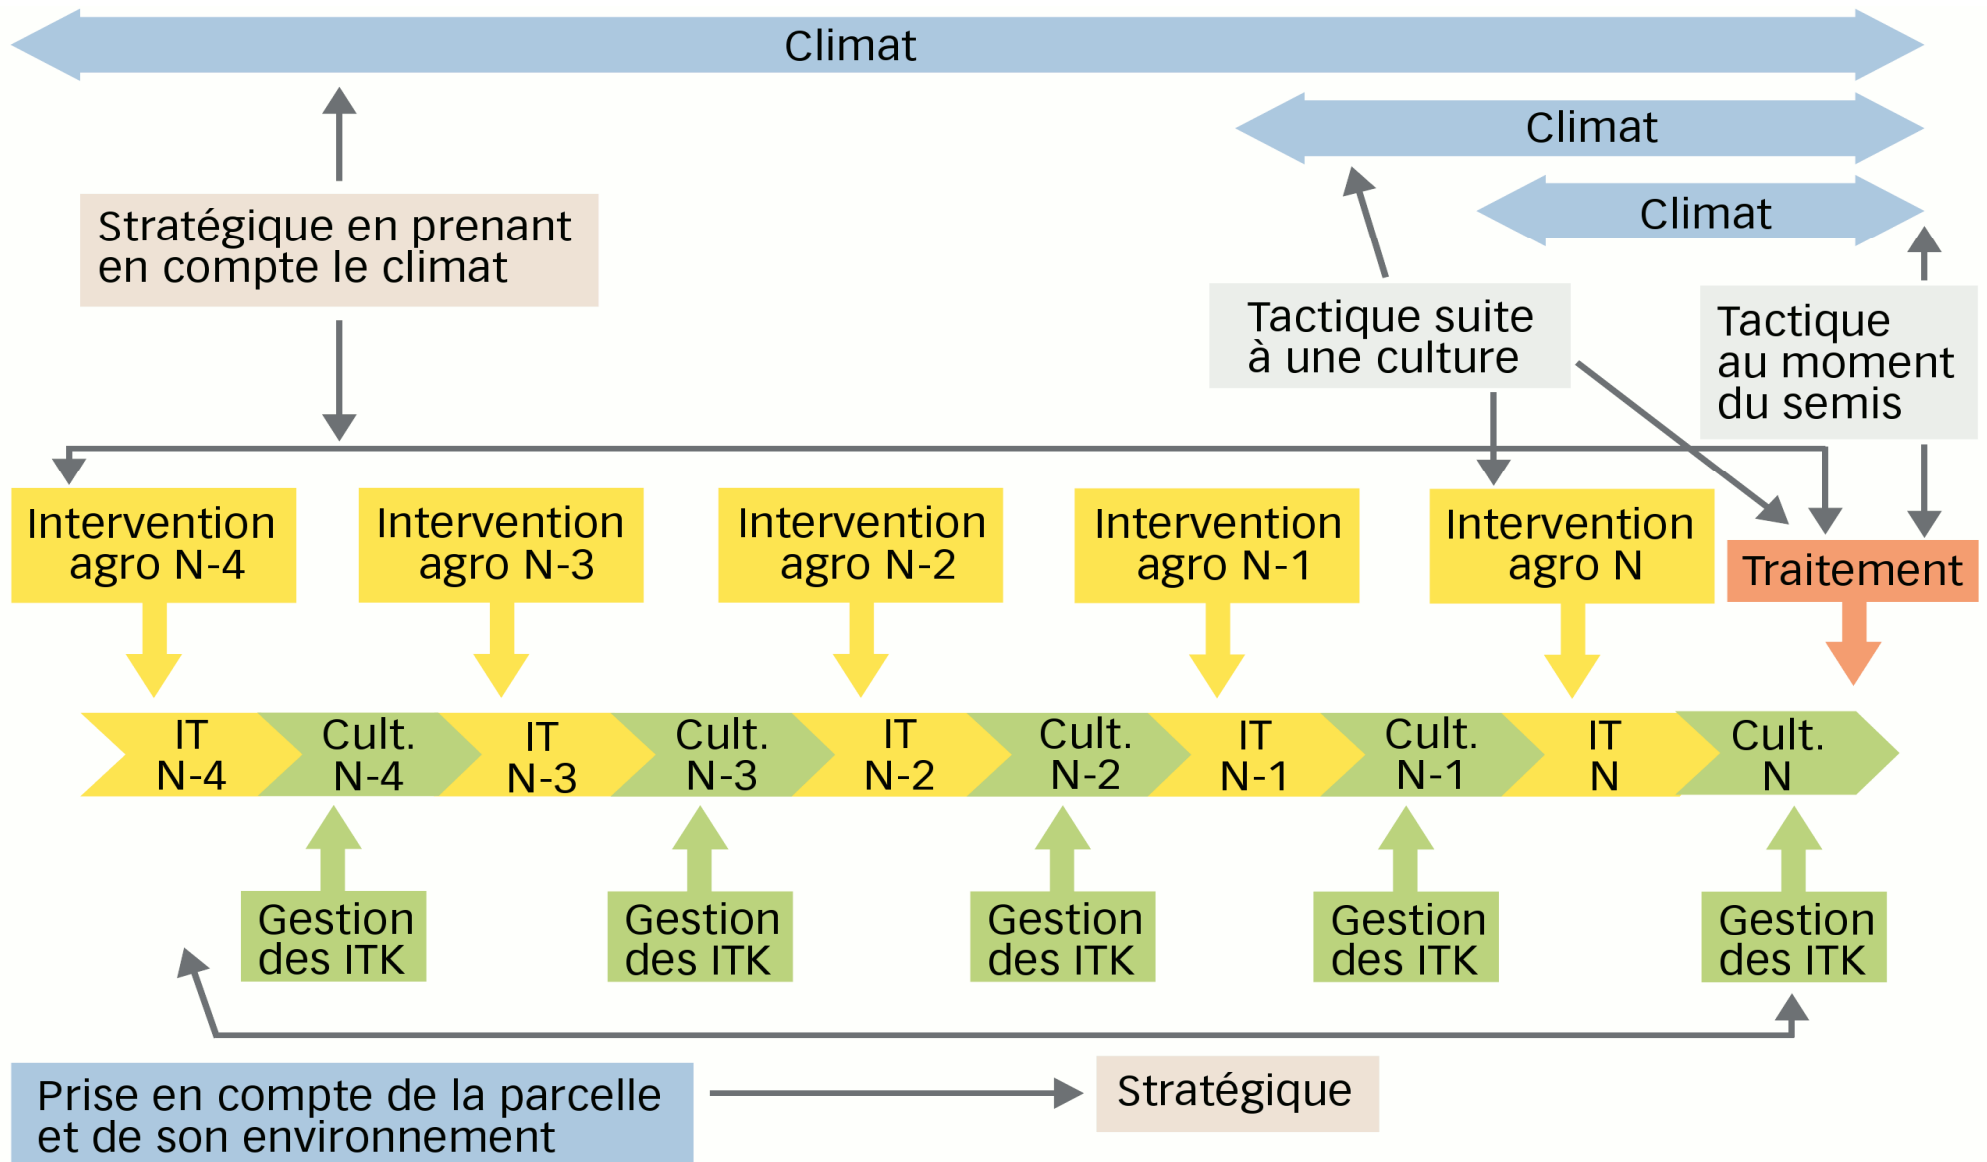 Climat
Climat
Climat
Stratégique en prenant
en compte le climat
Tactique suite
à une culture
Tactique
au moment
du semis
Intervention
agro N-4
Intervention
agro N-3
Intervention
agro N-2
Intervention
agro N-1
Intervention
agro N
Traitement
IT
N-4
Cult.
N-4
IT
N-3
Cult.
N-3
IT
N-2
Cult.
N-2
IT
N-1
Cult.
N-1
IT
N
Cult.
N
Gestion
des ITK
Gestion
des ITK
Gestion
des ITK
Gestion
des ITK
Gestion
des ITK
Prise en compte de la parcelle
et de son environnement
Stratégique